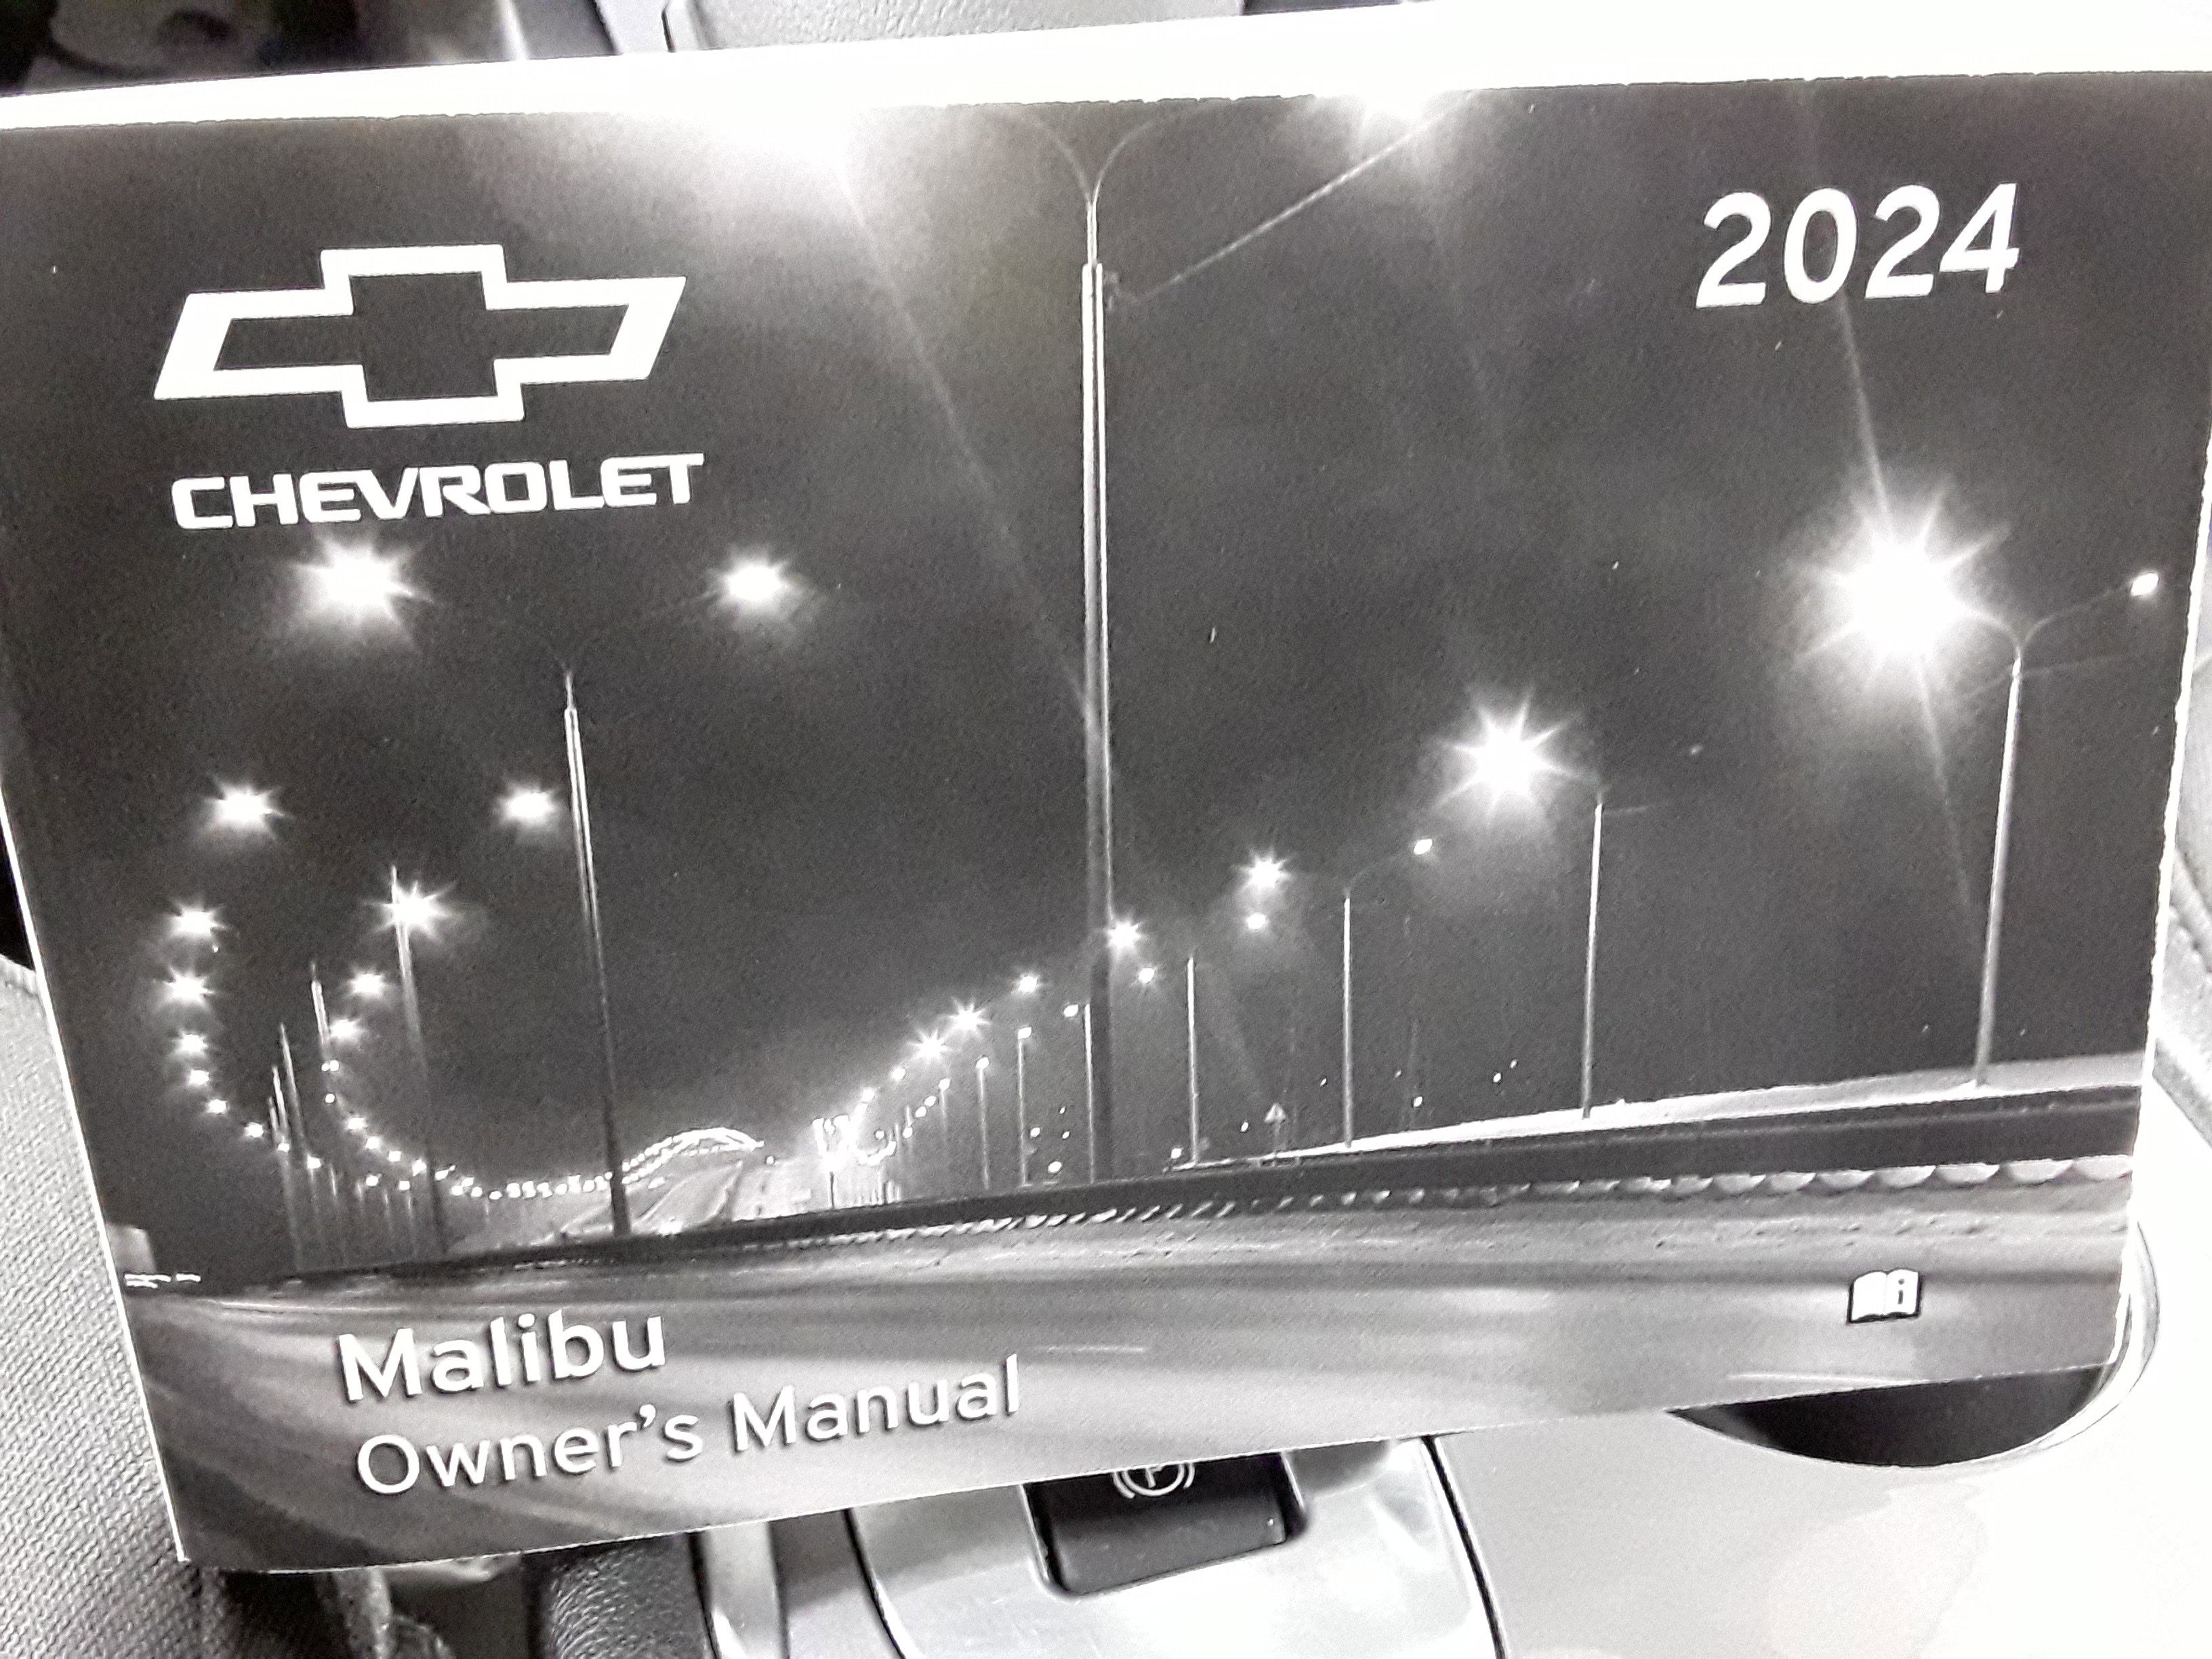 2024
CHEVROLET
Malibu
Owner's Manual